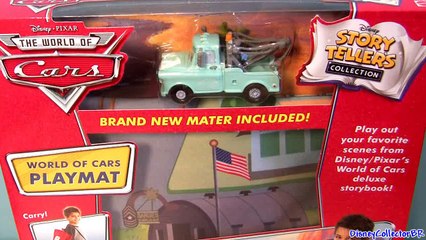 DISNEY · PIXAR
THE WORLD OF
Cars
Disney
STORY
TELLERS
COLLECTION
BRAND NEW MATER INCLUDED!
WORLD OF CARS
PLAYMAT
Carry!
Play out
your favorite
scenes from
Disney/Pixar's
World of Cars
deluxe
storybook!
DisneyCollectorBR